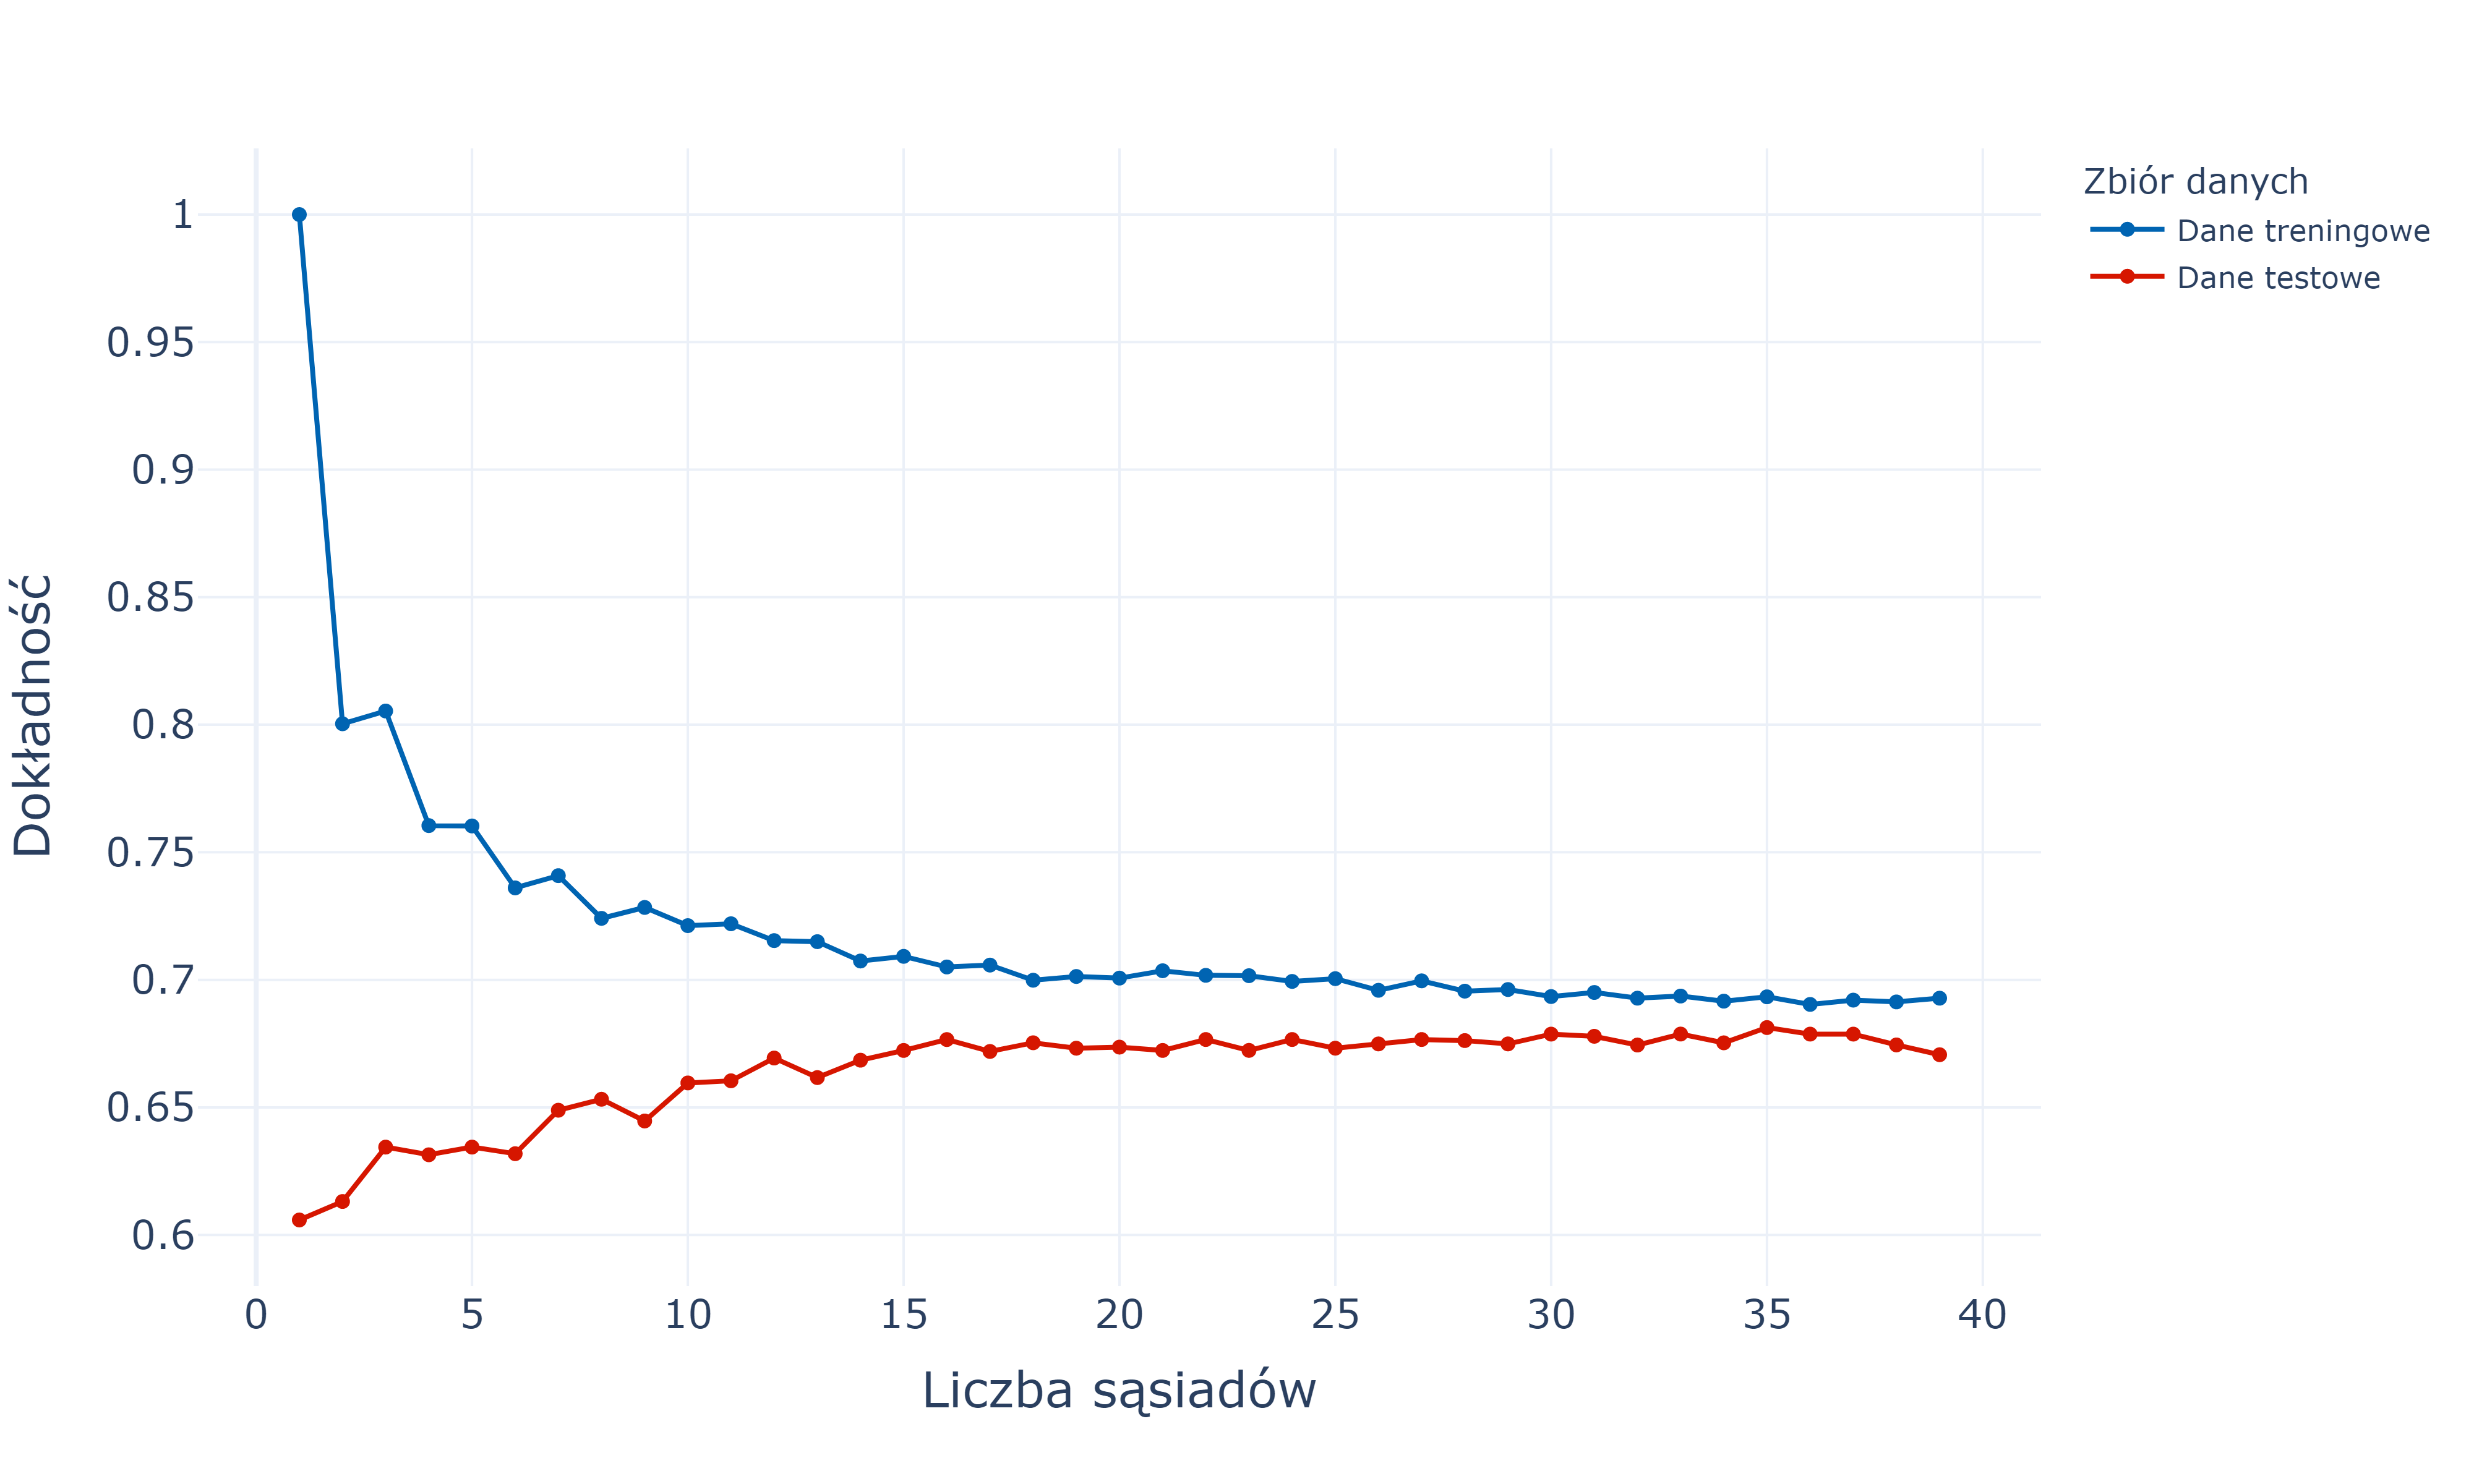 Zbiór danych
Dane treningowe
Dane testowe
1
0.95
0.9
0.85
0.8
0.75
0.7
0.65
0.6
Dokładność
0 5 10 15 20 25 30 35 40
Liczba sąsiadów